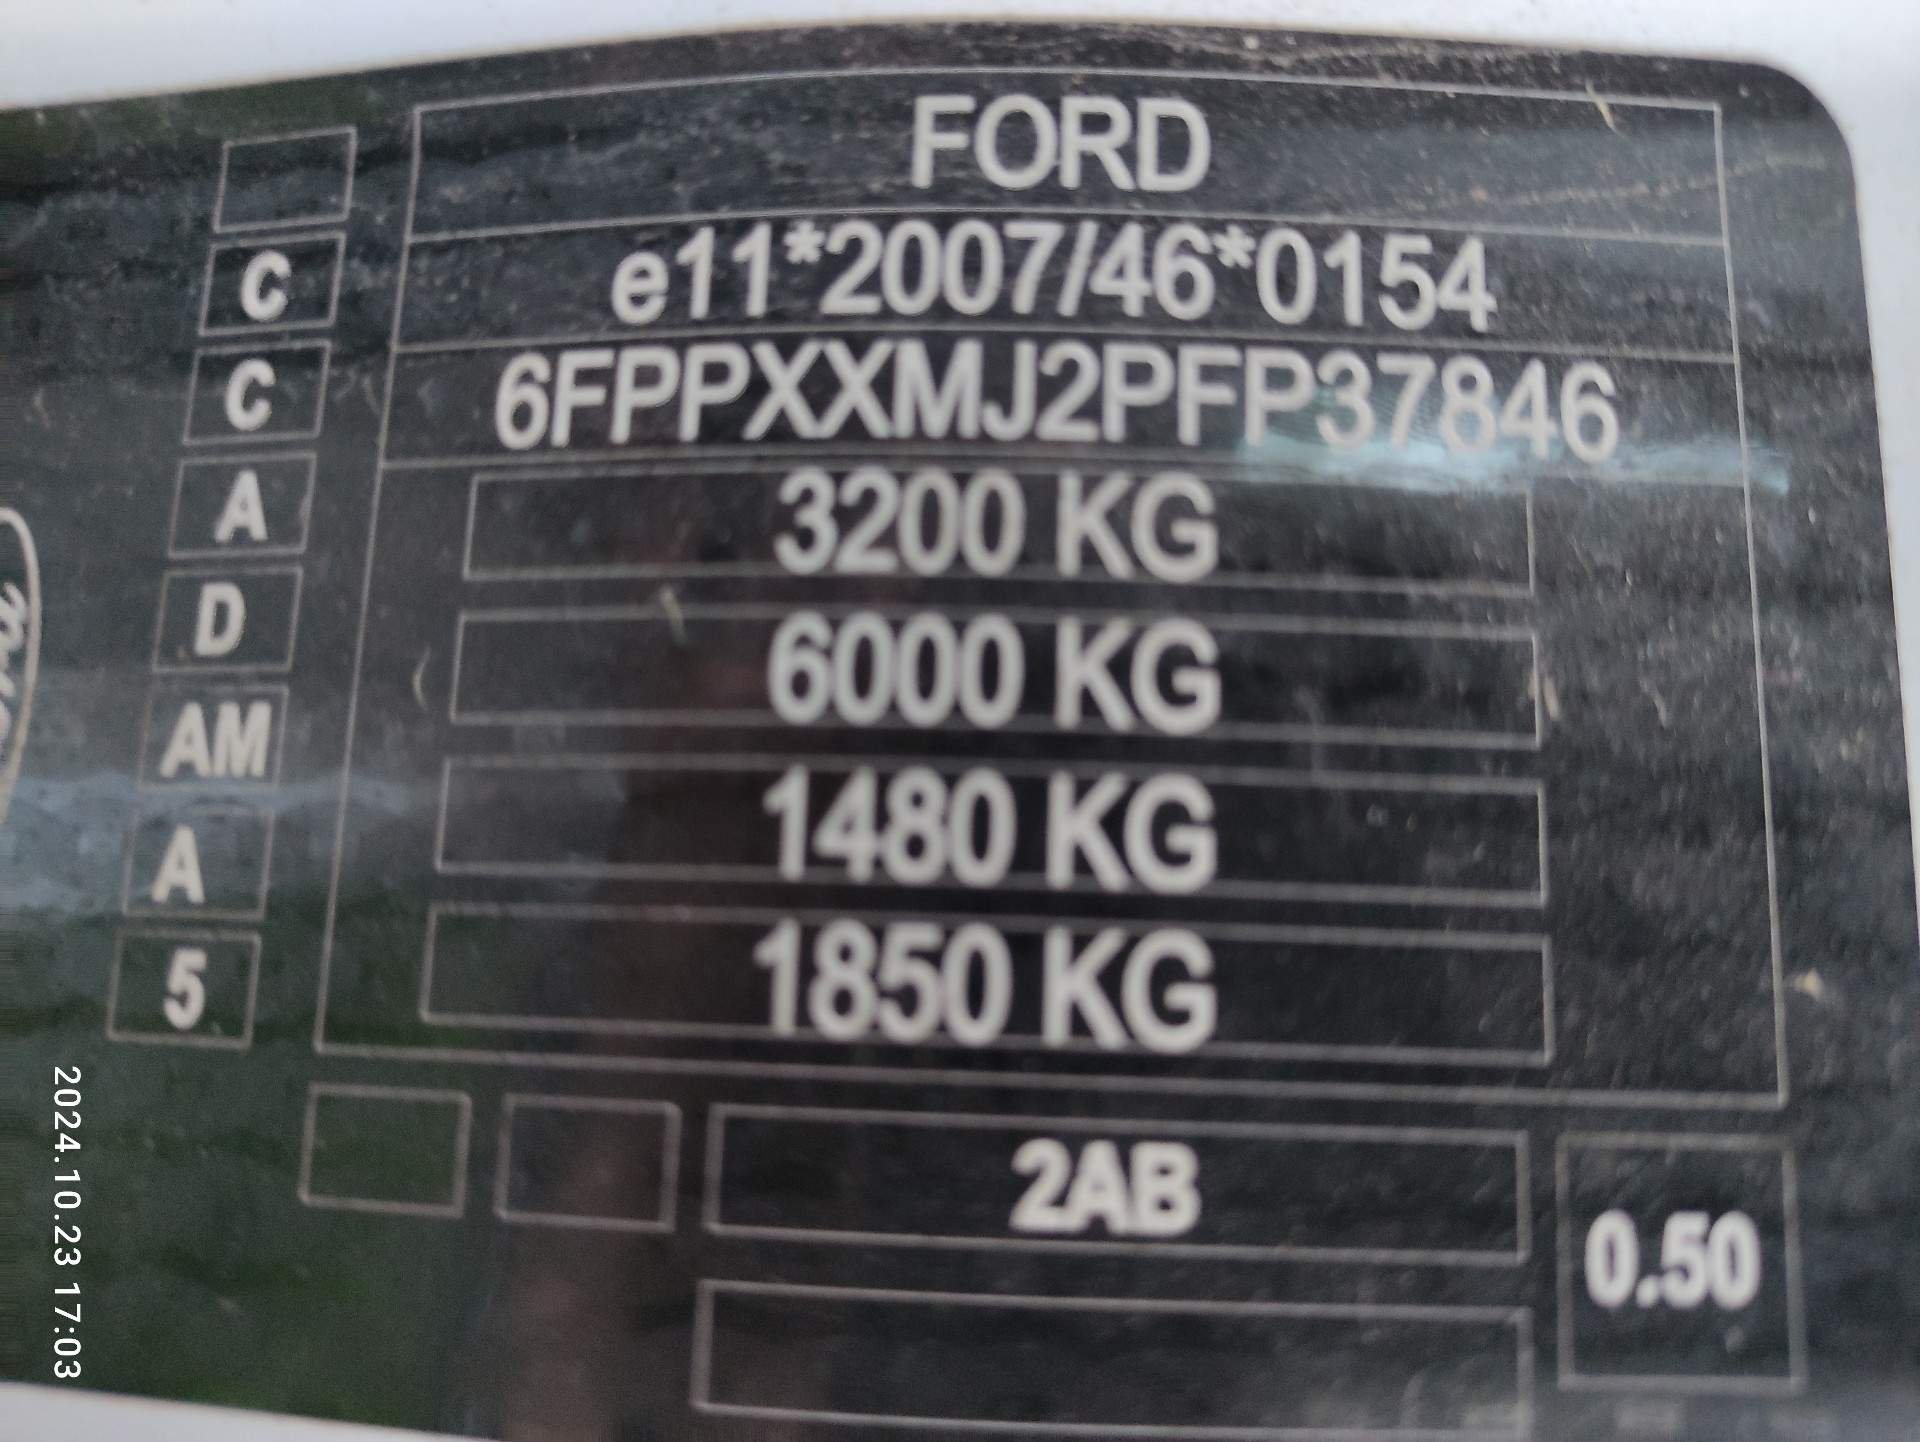 FORD
e11*2007/46*0154
6FPPXXMJ2PFP37846
3200 KG
6000 KG
1480 KG
1850 KG
C
C
A
D
AM
A
5
2AB
0.50
2024.10.23 17:03